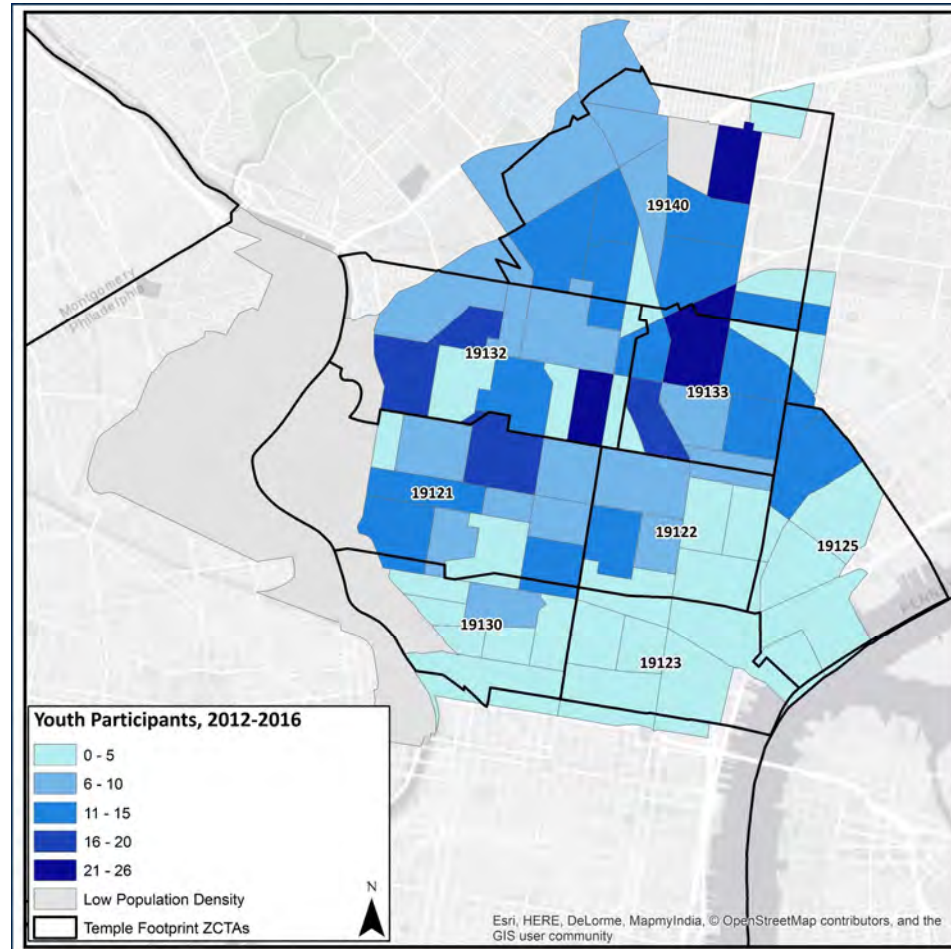 19140
Montgomery
Philadelphia
19132
19133
19121
19122
19125
19130
19123
PENN
Youth Participants, 2012-2016
0 - 5
6 - 10
11 - 15
16 - 20
21 - 26
Low Population Density
Temple Footprint ZCTAs
N
Esri, HERE, DeLorme, MapmyIndia, © OpenStreetMap contributors, and the
GIS user community